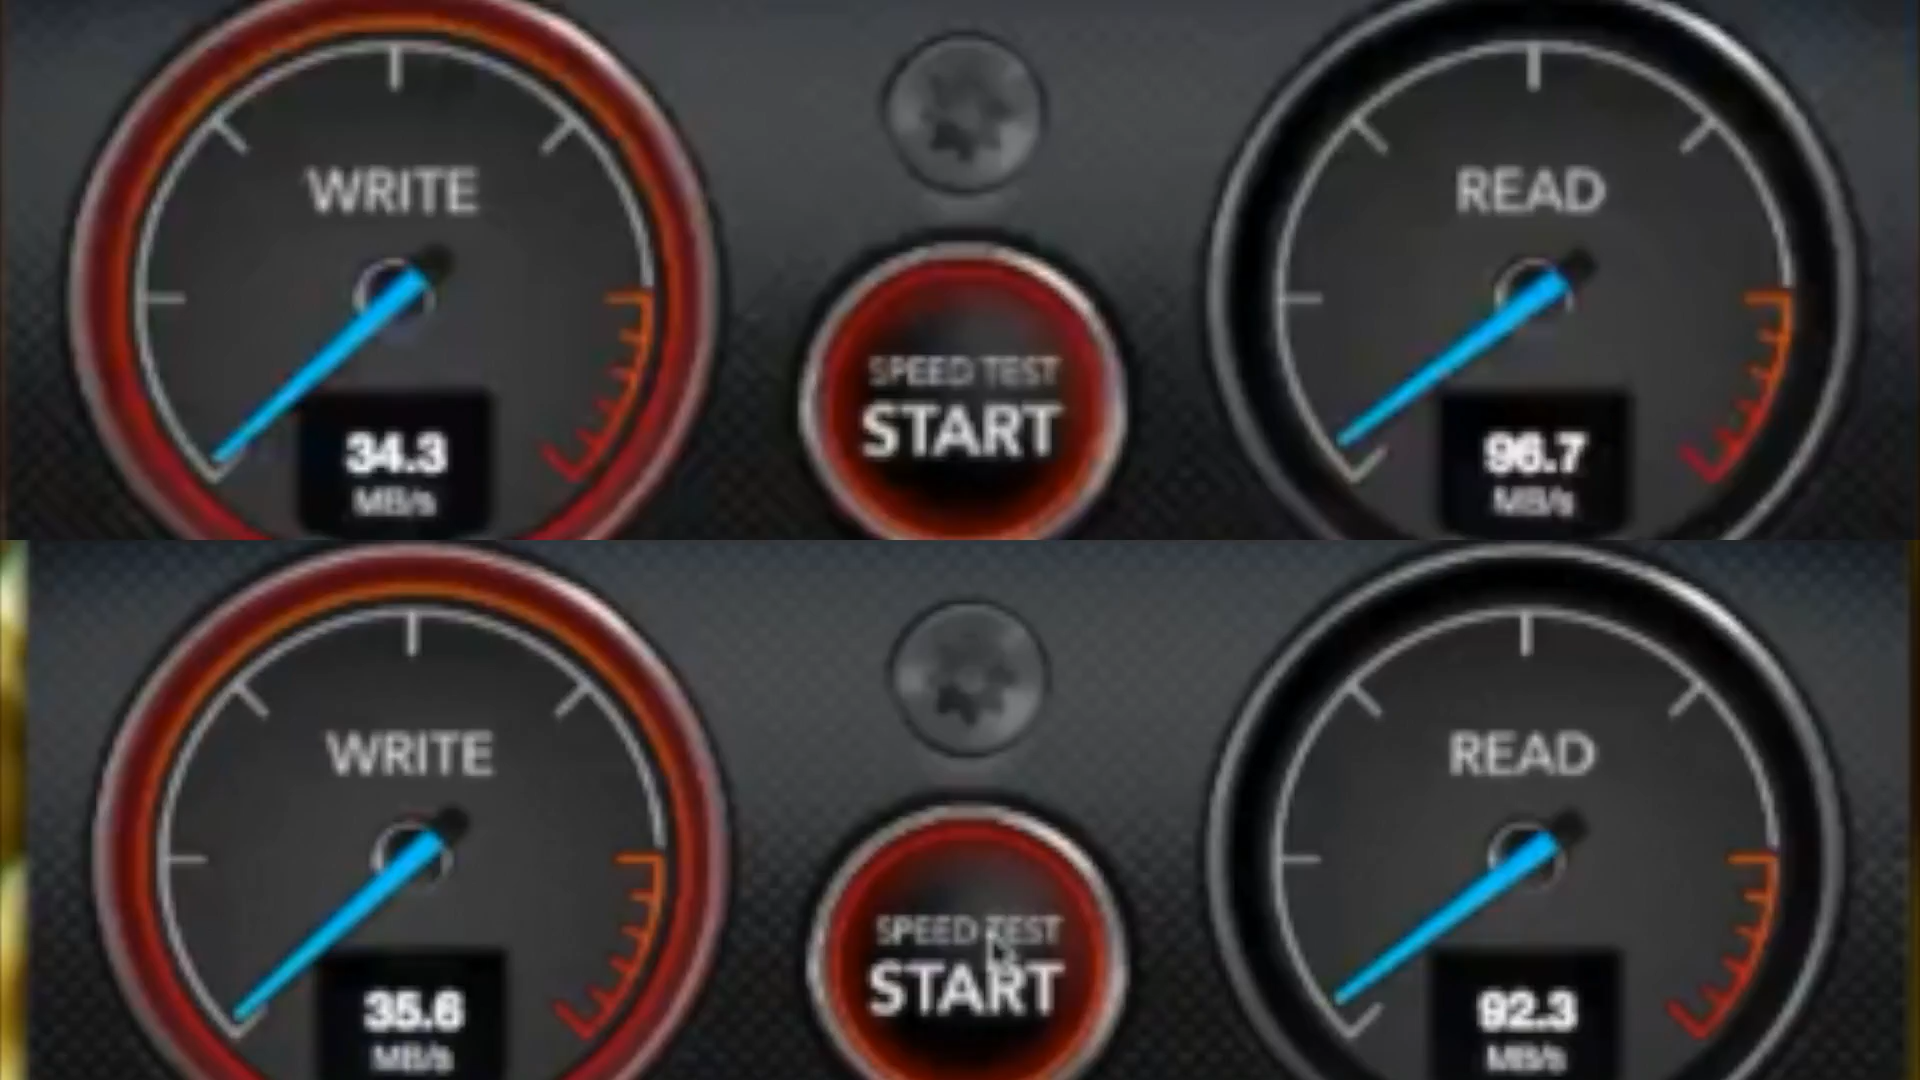 WRITE
READ
SPEED TEST
START
34.3
MB/s
96.7
MB/s
WRITE
READ
SPEED TEST
START
35.6
MB/s
92.3
MB/s